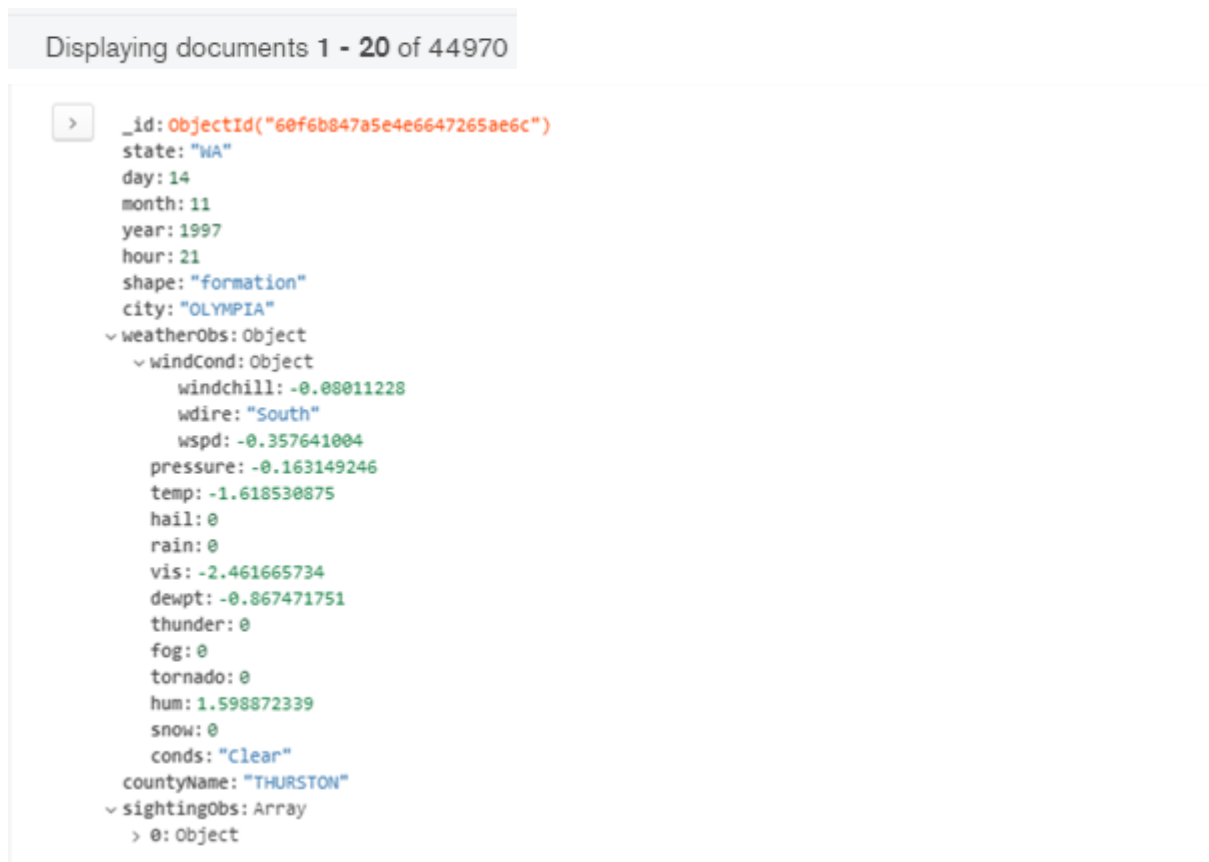 Displaying documents 1 - 20 of 44970
_id: ObjectId("60f6b847a5e4e6647265ae6c")
state: "WA"
day: 14
month: 11
year: 1997
hour: 21
shape: "formation"
city: "OLYMPIA"
weatherObs: Object
windCond: Object
windchill: -0.08011228
wdire: "South"
wspd: -0.357641004
pressure: -0.163149246
temp: -1.618530875
hail: 0
rain: 0
vis: -2.461665734
dewpt: -0.867471751
thunder: 0
fog: 0
tornado: 0
hum: 1.598872339
snow: 0
conds: "Clear"
countyName: "THURSTON"
sightingObs: Array
0: Object